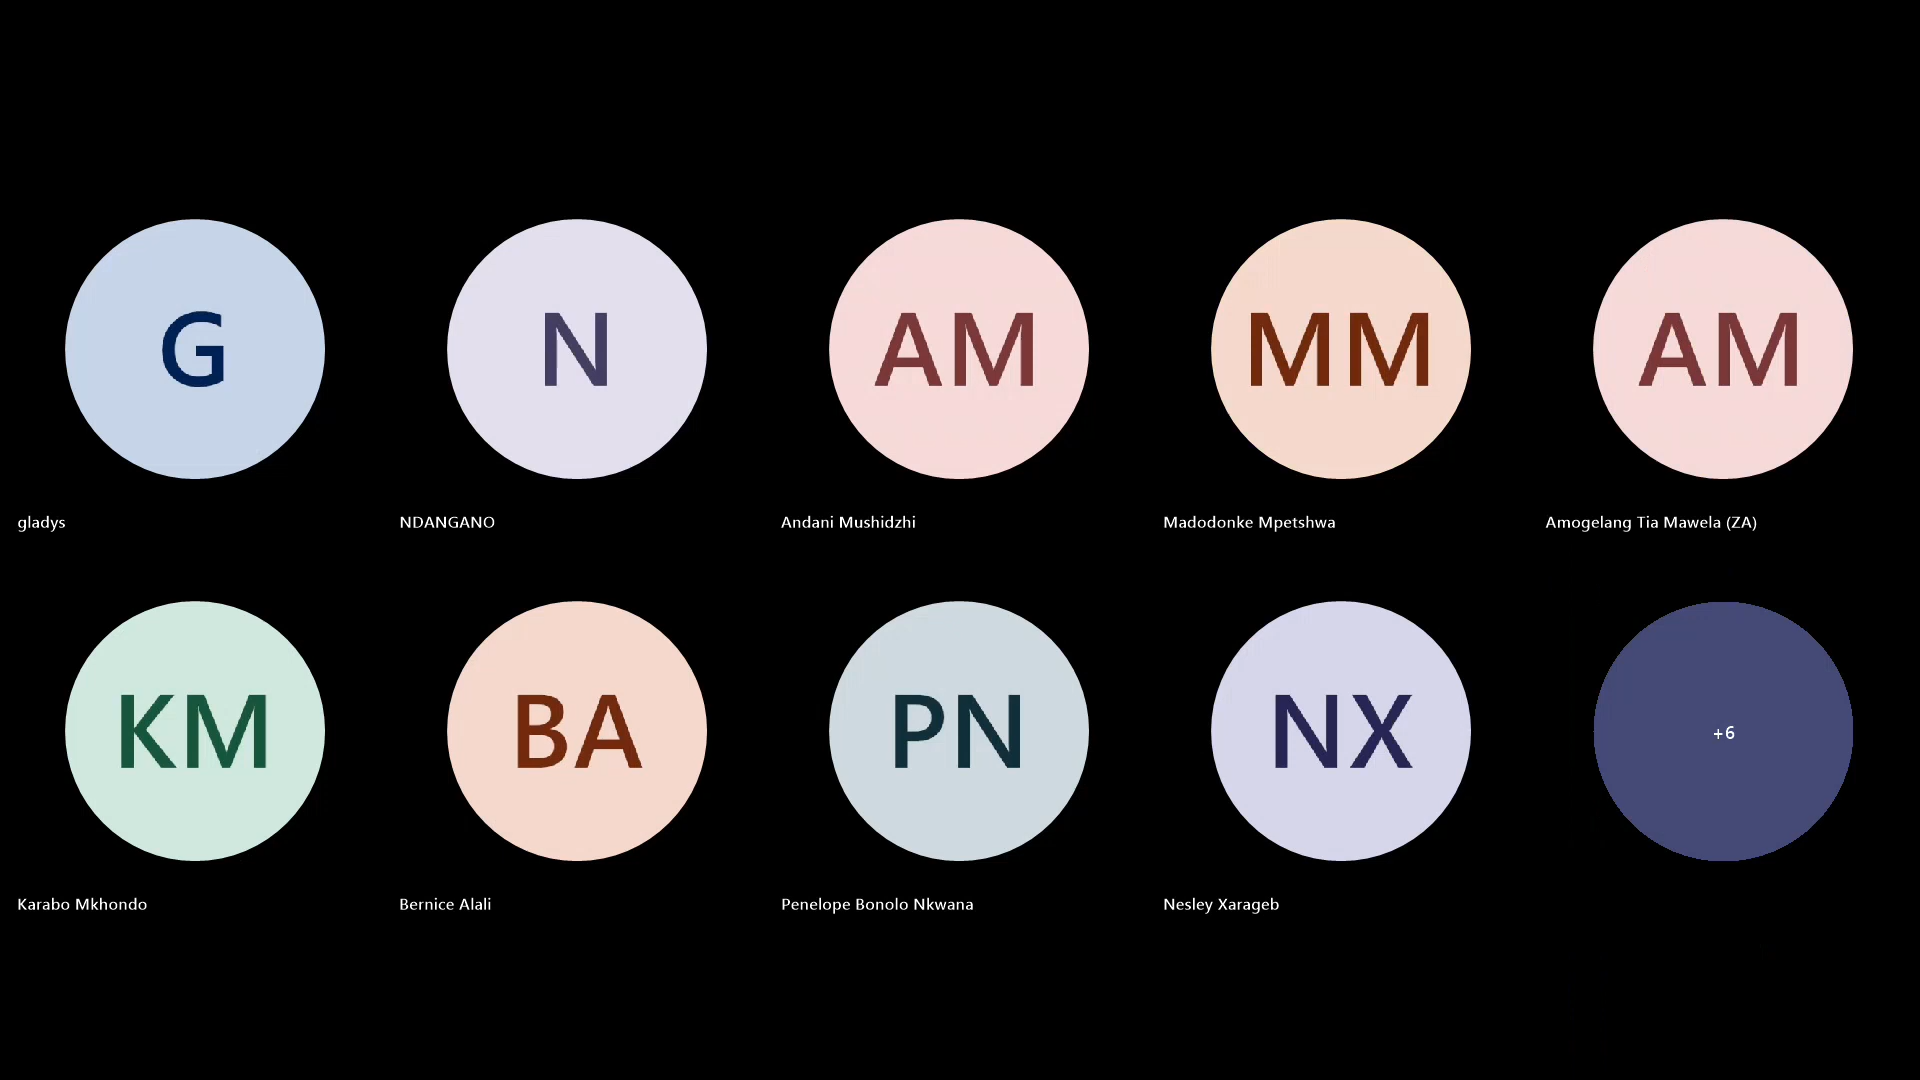 G
N
AM
MM
AM
gladys
NDANGANO
Andani Mushidzhi
Madodonke Mpetshwa
Amogelang Tia Mawela (ZA)
KM
BA
PN
NX
+6
Karabo Mkhondo
Bernice Alali
Penelope Bonolo Nkwana
Nesley Xarageb